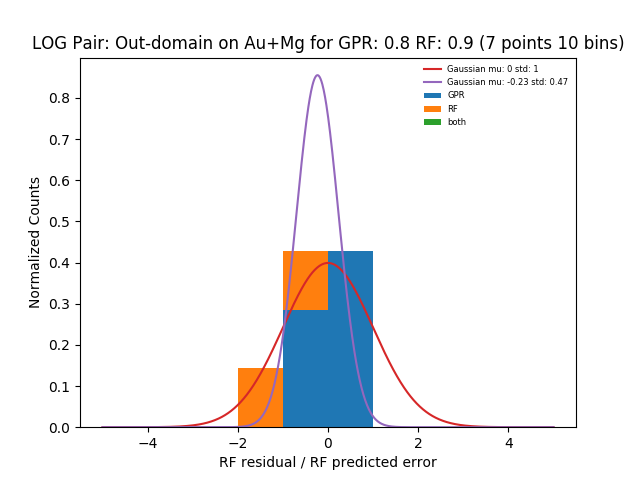 LOG Pair: Out-domain on Au+Mg for GPR: 0.8 RF: 0.9 (7 points 10 bins)
Gaussian mu: 0 std: 1
Gaussian mu: -0.23 std: 0.47
GPR
RF
both
Normalized Counts
0.8
0.7
0.6
0.5
0.4
0.3
0.2
0.1
0.0
−4 −2 0 2 4
RF residual / RF predicted error